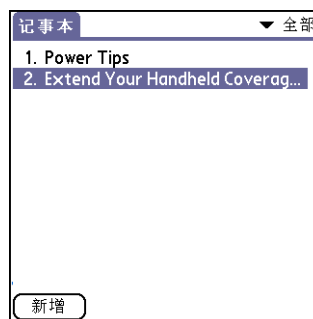 记事本 ▼ 全部
1. Power Tips
2. Extend Your Handheld Coverag...
新增